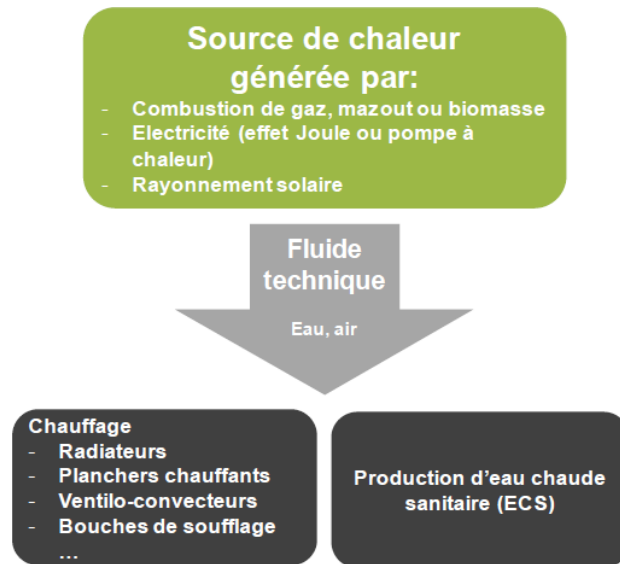 Source de chaleur
générée par:
- Combustion de gaz, mazout ou biomasse
- Electricité (effet Joule ou pompe à
chaleur)
- Rayonnement solaire
Fluide
technique
Eau, air
Chauffage
- Radiateurs
- Planchers chauffants
- Ventilo-convecteurs
- Bouches de soufflage
...
Production d'eau chaude
sanitaire (ECS)